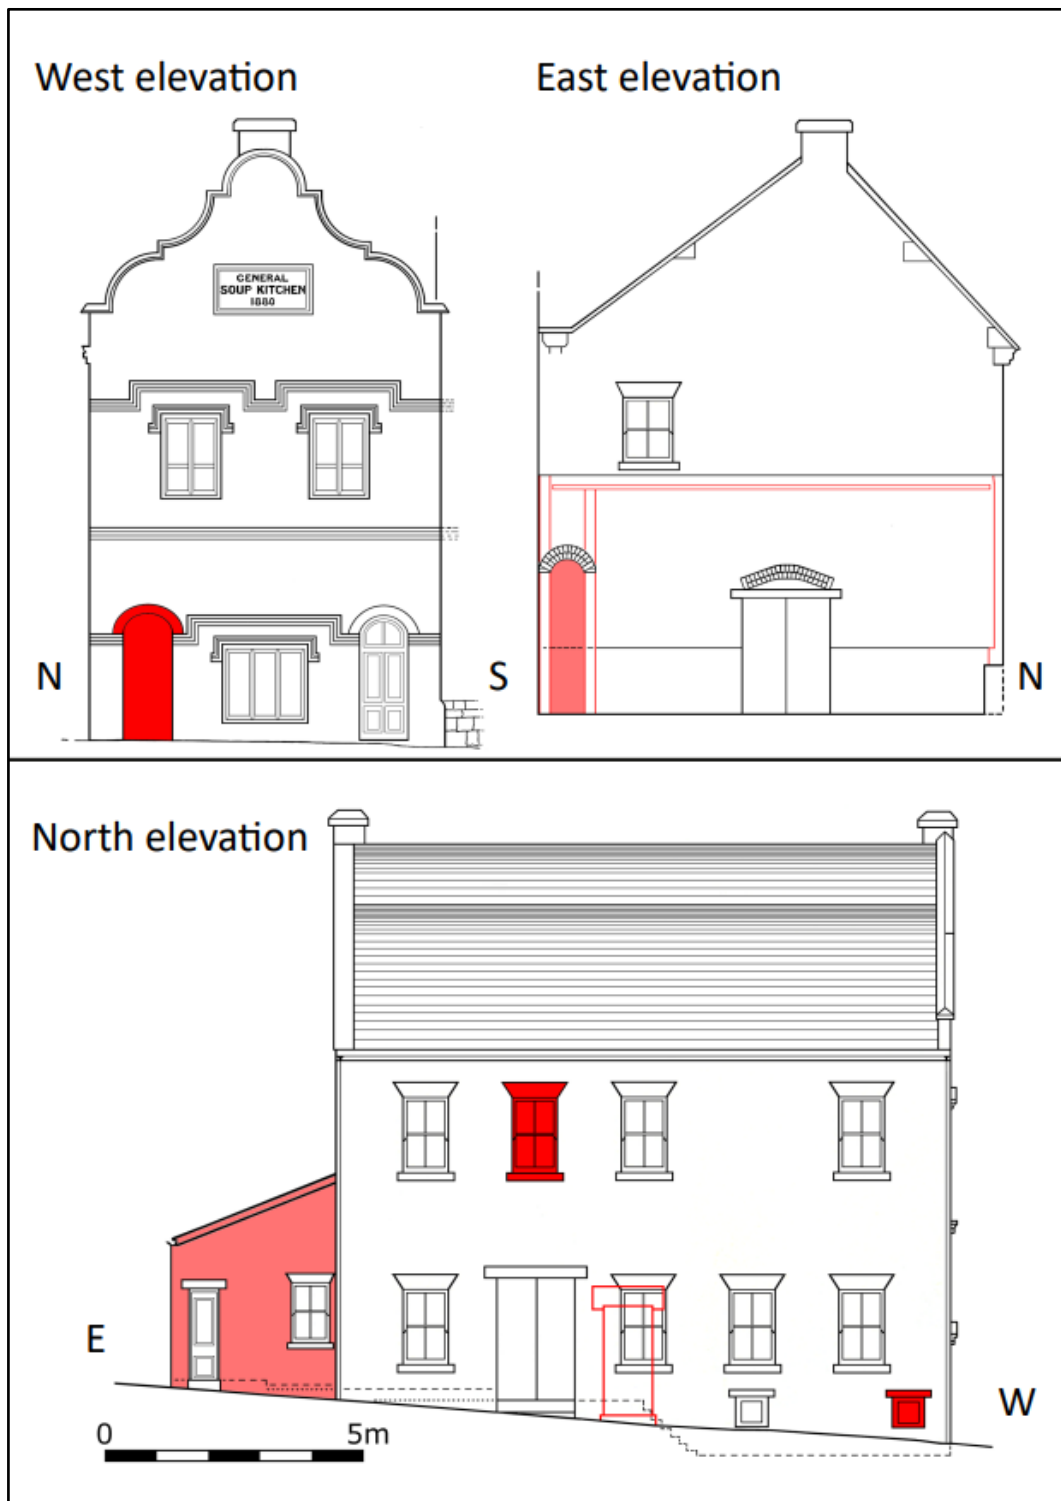 West elevation
East elevation
GENERAL
SOUP KITCHEN
1880
N
S
N
North elevation
E
W
0
5m